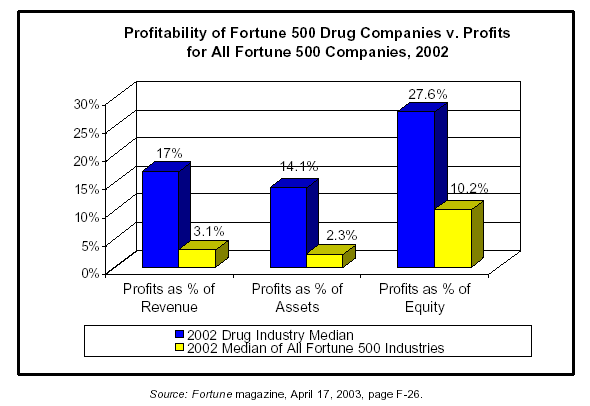 Profitability of Fortune 500 Drug Companies v. Profits
for All Fortune 500 Companies, 2002
30%
25%
20%
15%
10%
5%
0%
17%
3.1%
14.1%
2.3%
27.6%
10.2%
Profits as % of
Revenue
Profits as % of
Assets
Profits as % of
Equity
2002 Drug Industry Median
2002 Median of All Fortune 500 Industries
Source: Fortune magazine, April 17, 2003, page F-26.